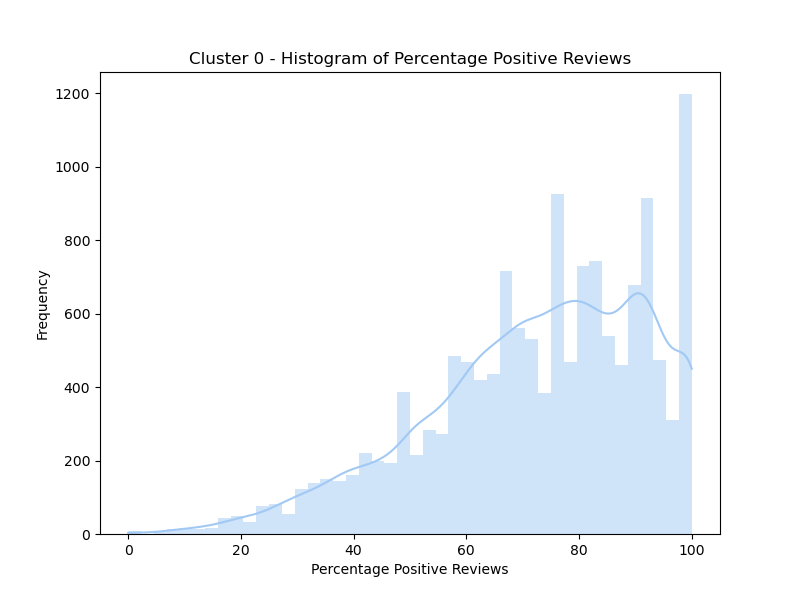 Cluster 0 - Histogram of Percentage Positive Reviews
1200
1000
800
600
400
200
0
Frequency
0 20 40 60 80 100
Percentage Positive Reviews